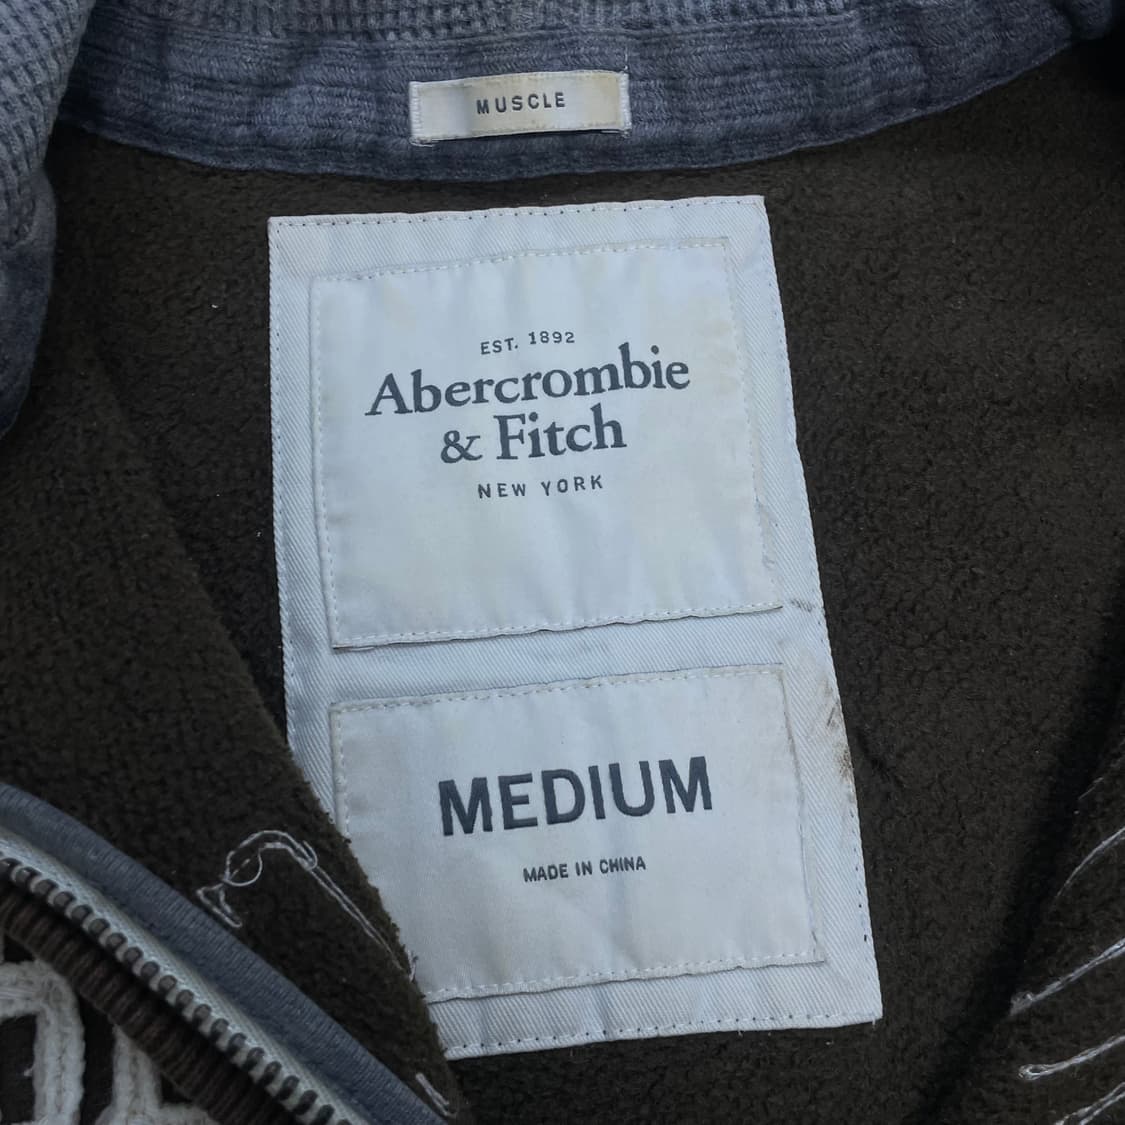 MUSCLE
EST. 1892
Abercrombie
& Fitch
NEW YORK
MEDIUM
MADE IN CHINA